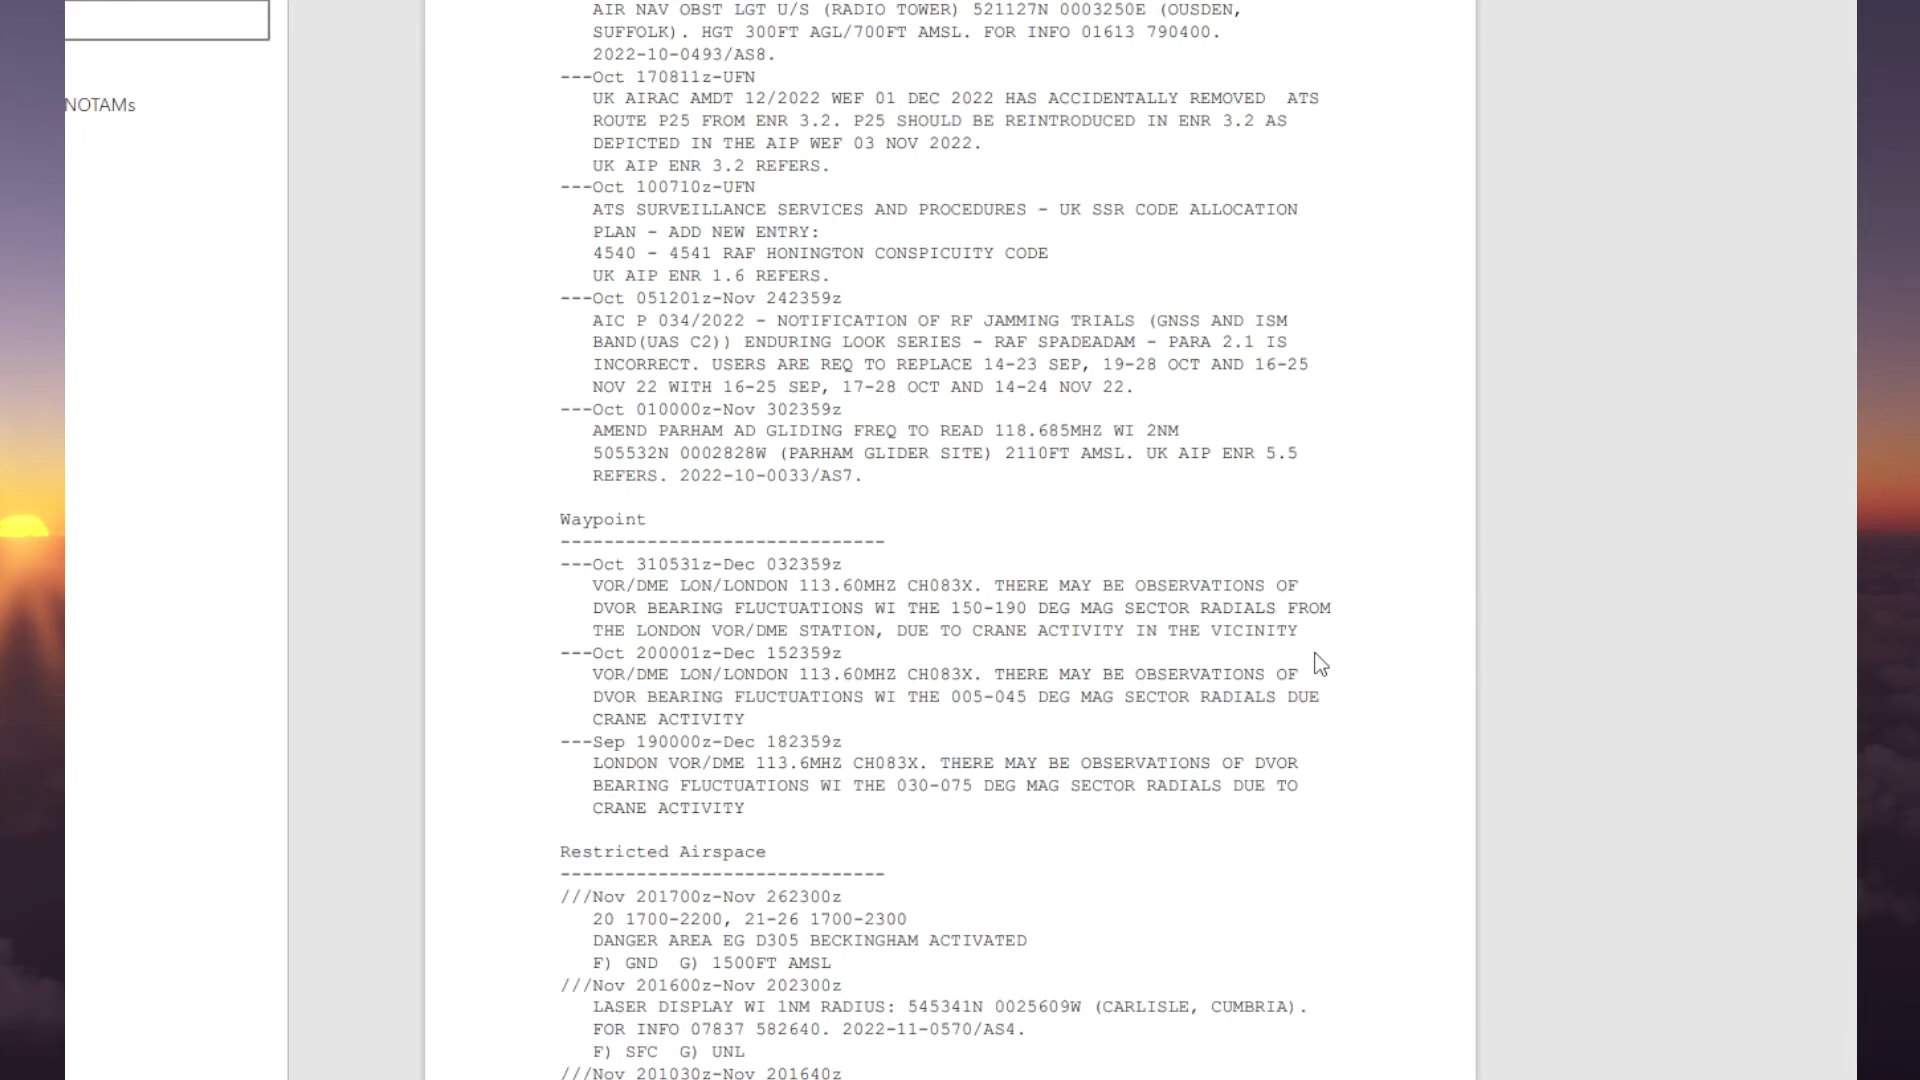 AIR NAV OBST LGT U/S (RADIO TOWER) 521127N 0003250E (OUSDEN,
SUFFOLK). HGT 300FT AGL/700FT AMSL. FOR INFO 01613 790400.
2022-10-0493/AS8.
---Oct 170811z-UFN
NOTAMs
UK AIRAC AMDT 12/2022 WEF 01 DEC 2022 HAS ACCIDENTALLY REMOVED  ATS
ROUTE P25 FROM ENR 3.2. P25 SHOULD BE REINTRODUCED IN ENR 3.2 AS
DEPICTED IN THE AIP WEF 03 NOV 2022.
UK AIP ENR 3.2 REFERS.
---Oct 100710z-UFN
ATS SURVEILLANCE SERVICES AND PROCEDURES - UK SSR CODE ALLOCATION
PLAN - ADD NEW ENTRY:
4540 - 4541 RAF HONINGTON CONSPICUITY CODE
UK AIP ENR 1.6 REFERS.
---Oct 051201z-Nov 242359z
AIC P 034/2022 - NOTIFICATION OF RF JAMMING TRIALS (GNSS AND ISM
BAND(UAS C2)) ENDURING LOOK SERIES - RAF SPADEADAM - PARA 2.1 IS
INCORRECT. USERS ARE REQ TO REPLACE 14-23 SEP, 19-28 OCT AND 16-25
NOV 22 WITH 16-25 SEP, 17-28 OCT AND 14-24 NOV 22.
---Oct 010000z-Nov 302359z
AMEND PARHAM AD GLIDING FREQ TO READ 118.685MHZ WI 2NM
505532N 0002828W (PARHAM GLIDER SITE) 2110FT AMSL. UK AIP ENR 5.5
REFERS. 2022-10-0033/AS7.
Waypoint
------------------------------
---Oct 310531z-Dec 032359z
VOR/DME LON/LONDON 113.60MHZ CH083X. THERE MAY BE OBSERVATIONS OF
DVOR BEARING FLUCTUATIONS WI THE 150-190 DEG MAG SECTOR RADIALS FROM
THE LONDON VOR/DME STATION, DUE TO CRANE ACTIVITY IN THE VICINITY
---Oct 200001z-Dec 152359z
VOR/DME LON/LONDON 113.60MHZ CH083X. THERE MAY BE OBSERVATIONS OF
DVOR BEARING FLUCTUATIONS WI THE 005-045 DEG MAG SECTOR RADIALS DUE
CRANE ACTIVITY
---Sep 190000z-Dec 182359z
LONDON VOR/DME 113.6MHZ CH083X. THERE MAY BE OBSERVATIONS OF DVOR
BEARING FLUCTUATIONS WI THE 030-075 DEG MAG SECTOR RADIALS DUE TO
CRANE ACTIVITY
Restricted Airspace
------------------------------
///Nov 201700z-Nov 262300z
20 1700-2200, 21-26 1700-2300
DANGER AREA EG D305 BECKINGHAM ACTIVATED
F) GND  G) 1500FT AMSL
///Nov 201600z-Nov 202300z
LASER DISPLAY WI 1NM RADIUS: 545341N 0025609W (CARLISLE, CUMBRIA).
FOR INFO 07837 582640. 2022-11-0570/AS4.
F) SFC  G) UNL
///Nov 201030z-Nov 201640z